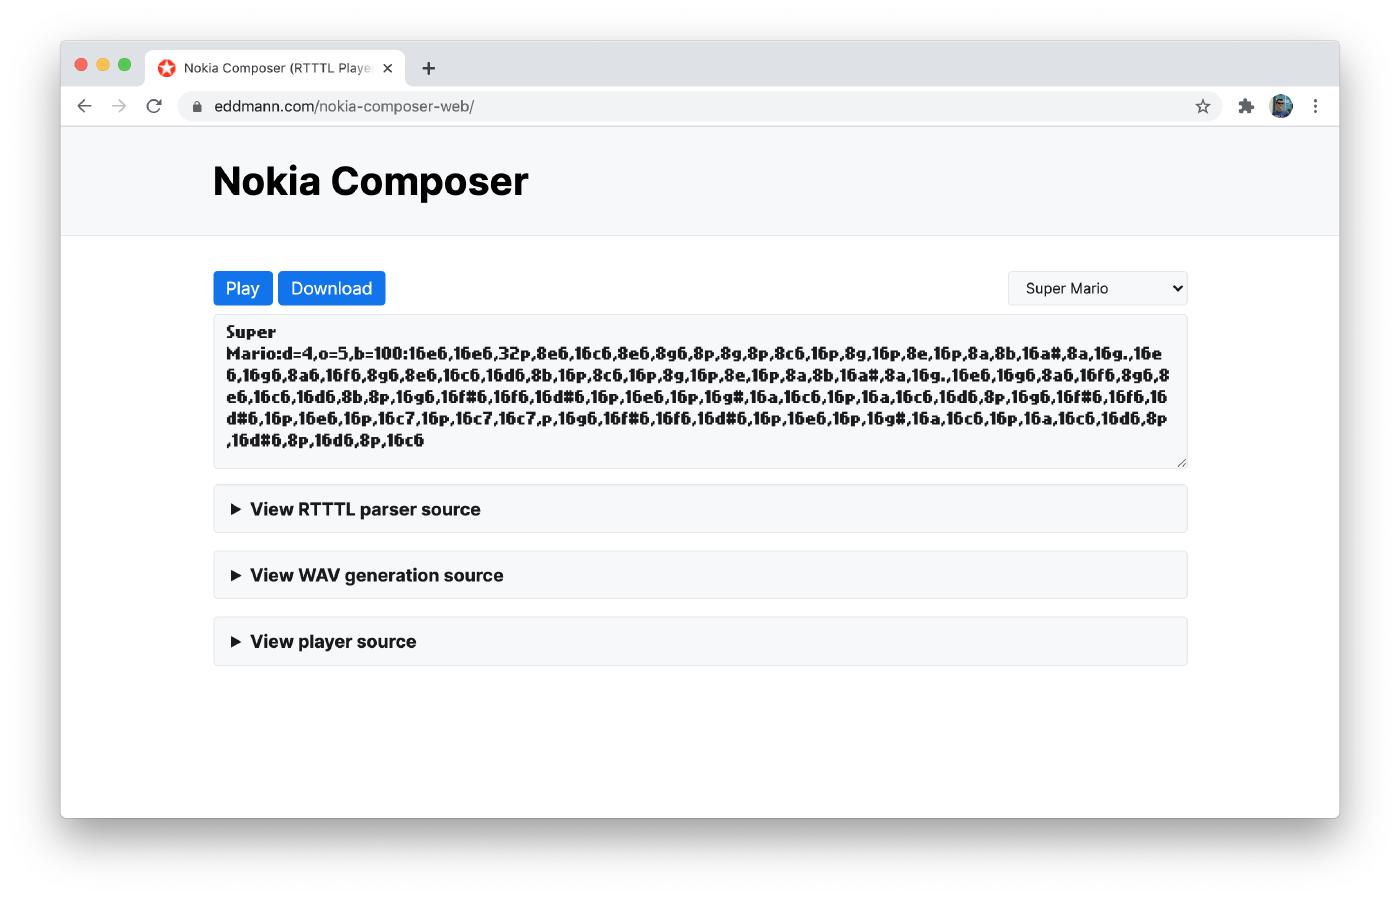 Nokia Composer (RTTTL Playe
eddmann.com/nokia-composer-web/
Nokia Composer
Play Download Super Mario
Super
Mario:d=4,o=5,b=100:16e6,16e6,32p,8e6,16c6,8e6,8g6,8p,8g,8p,8c6,16p,8g,16p,8e,16p,8a,8b,16a#,8a,16g.,16e
6,16g6,8a6,16f6,8g6,8e6,16c6,16d6,8b,16p,8c6,16p,8g,16p,8e,16p,8a,8b,16a#,8a,16g.,16e6,16g6,8a6,16f6,8g6,8
e6,16c6,16d6,8b,8p,16g6,16f#6,16f6,16d#6,16p,16e6,16p,16g#,16a,16c6,16p,16a,16c6,16d6,8p,16g6,16f#6,16f6,16
d#6,16p,16e6,16p,16c7,16p,16c7,16c7,p,16g6,16f#6,16f6,16d#6,16p,16e6,16p,16g#,16a,16c6,16p,16a,16c6,16d6,8p
,16d#6,8p,16d6,8p,16c6
View RTTTL parser source
View WAV generation source
View player source